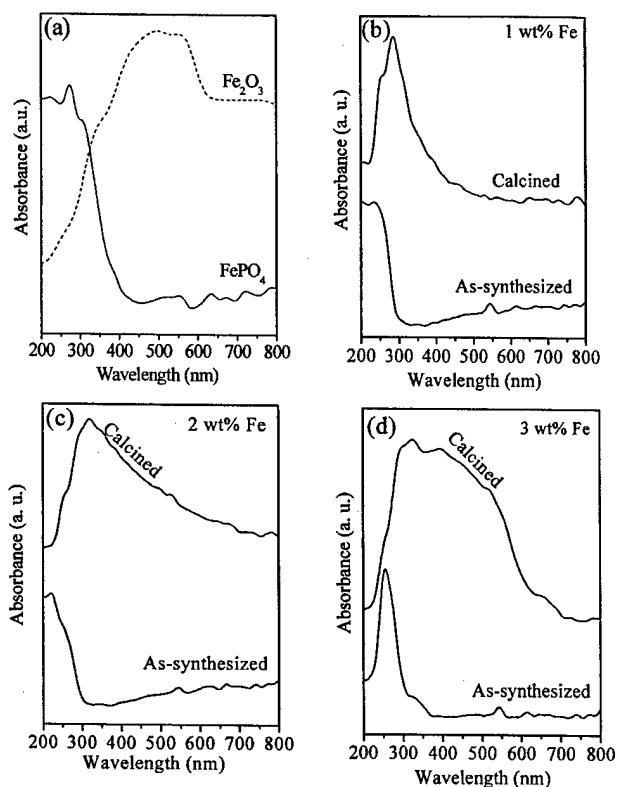 (a)
Fe2O3
FePO4
Absorbance (a.u.)
200 300 400 500 600 700 800
Wavelength (nm)
(b)
1 wt% Fe
Calcined
As-synthesized
Absorbance (a.u.)
200 300 400 500 600 700 800
Wavelength (nm)
(c)
2 wt% Fe
Calcined
As-synthesized
Absorbance (a. u.)
200 300 400 500 600 700 800
Wavelength (nm)
(d)
3 wt% Fe
Calcined
As-synthesized
Absorbance (a. u.)
200 300 400 500 600 700 800
Wavelength (nm)